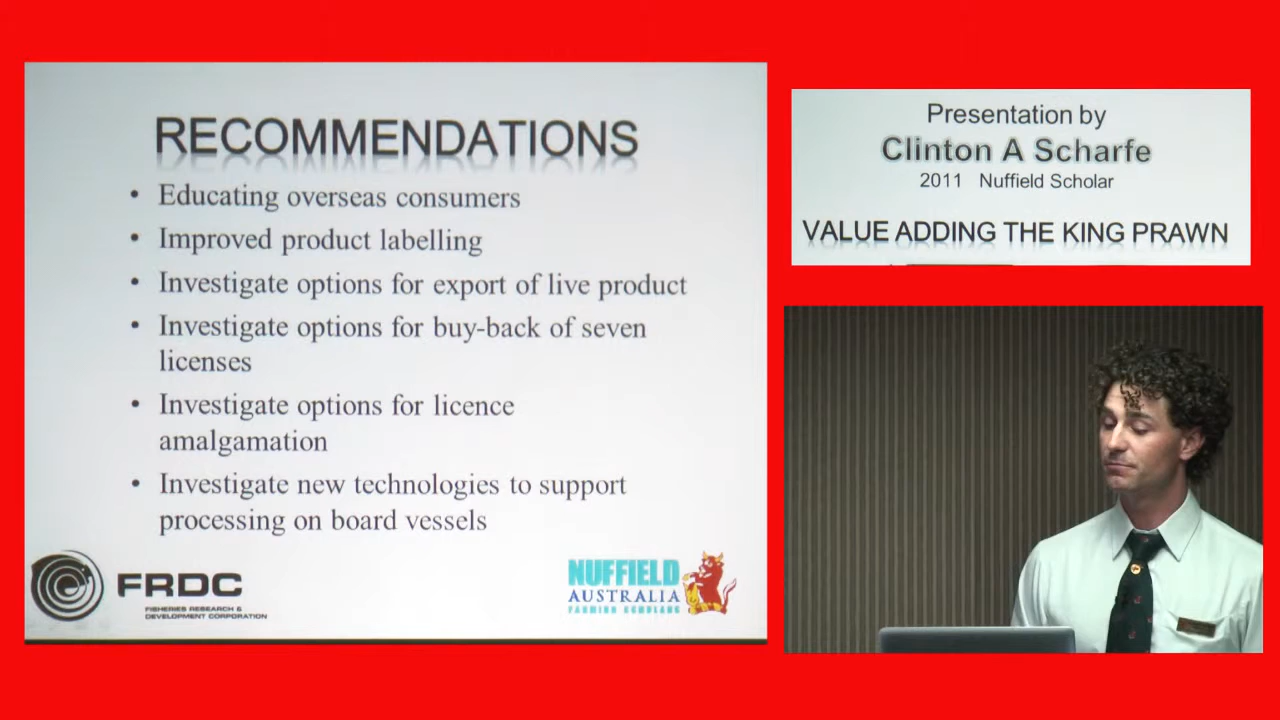 RECOMMENDATIONS
• Educating overseas consumers
• Improved product labelling
• Investigate options for export of live product
• Investigate options for buy-back of seven
licenses
• Investigate options for licence
amalgamation
• Investigate new technologies to support
processing on board vessels
FRDC
FISHERIES RESEARCH &
DEVELOPMENT CORPORATION
NUFFIELD
AUSTRALIA
FARMING SCHOLARS
Presentation by
Clinton A Scharfe
2011 Nuffield Scholar
VALUE ADDING THE KING PRAWN